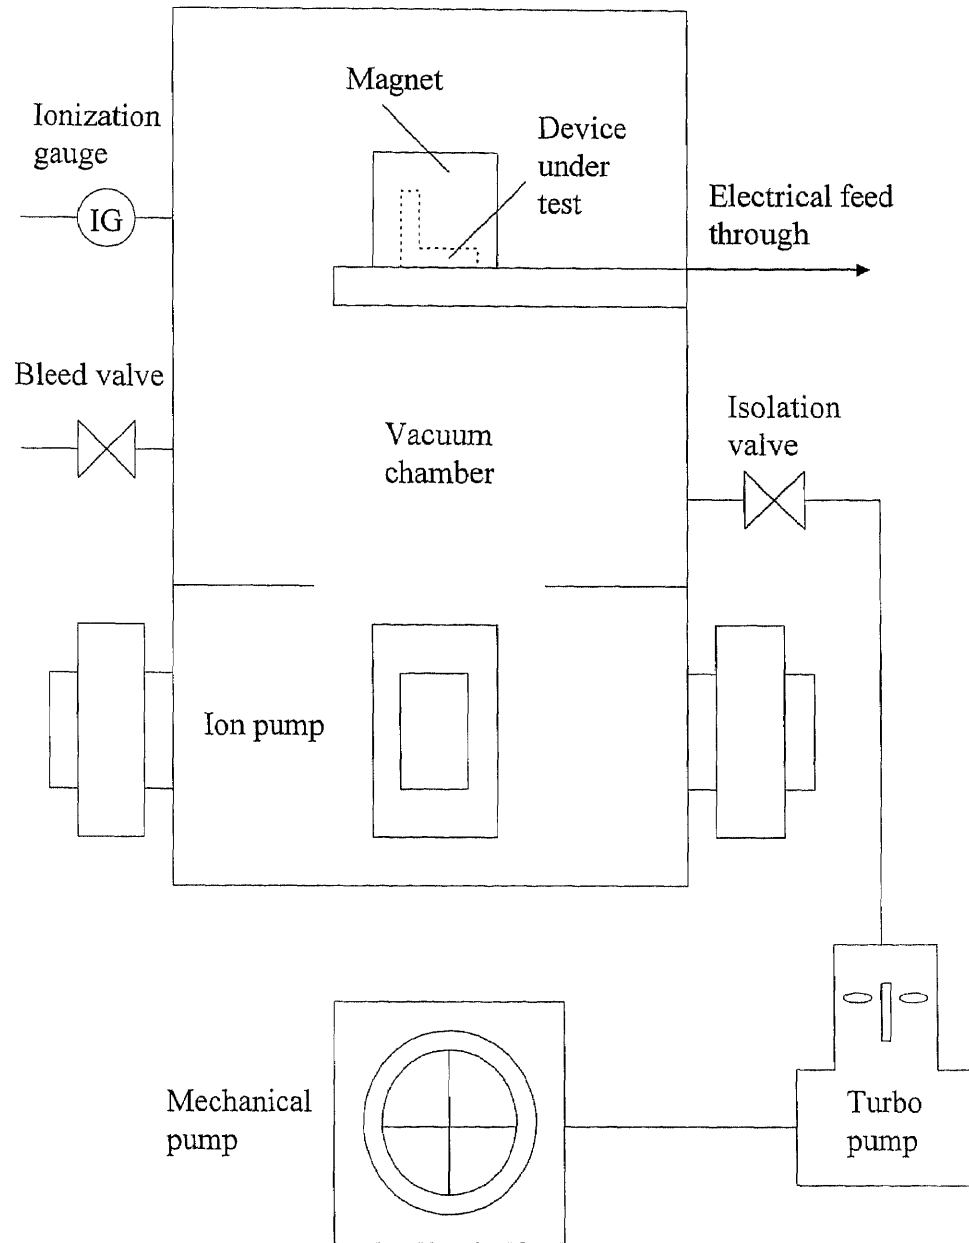 Magnet
Ionization
gauge
Device
under
test
IG
Electrical feed
through
Bleed valve
Isolation
valve
Vacuum
chamber
Ion pump
Mechanical
pump
Turbo
pump